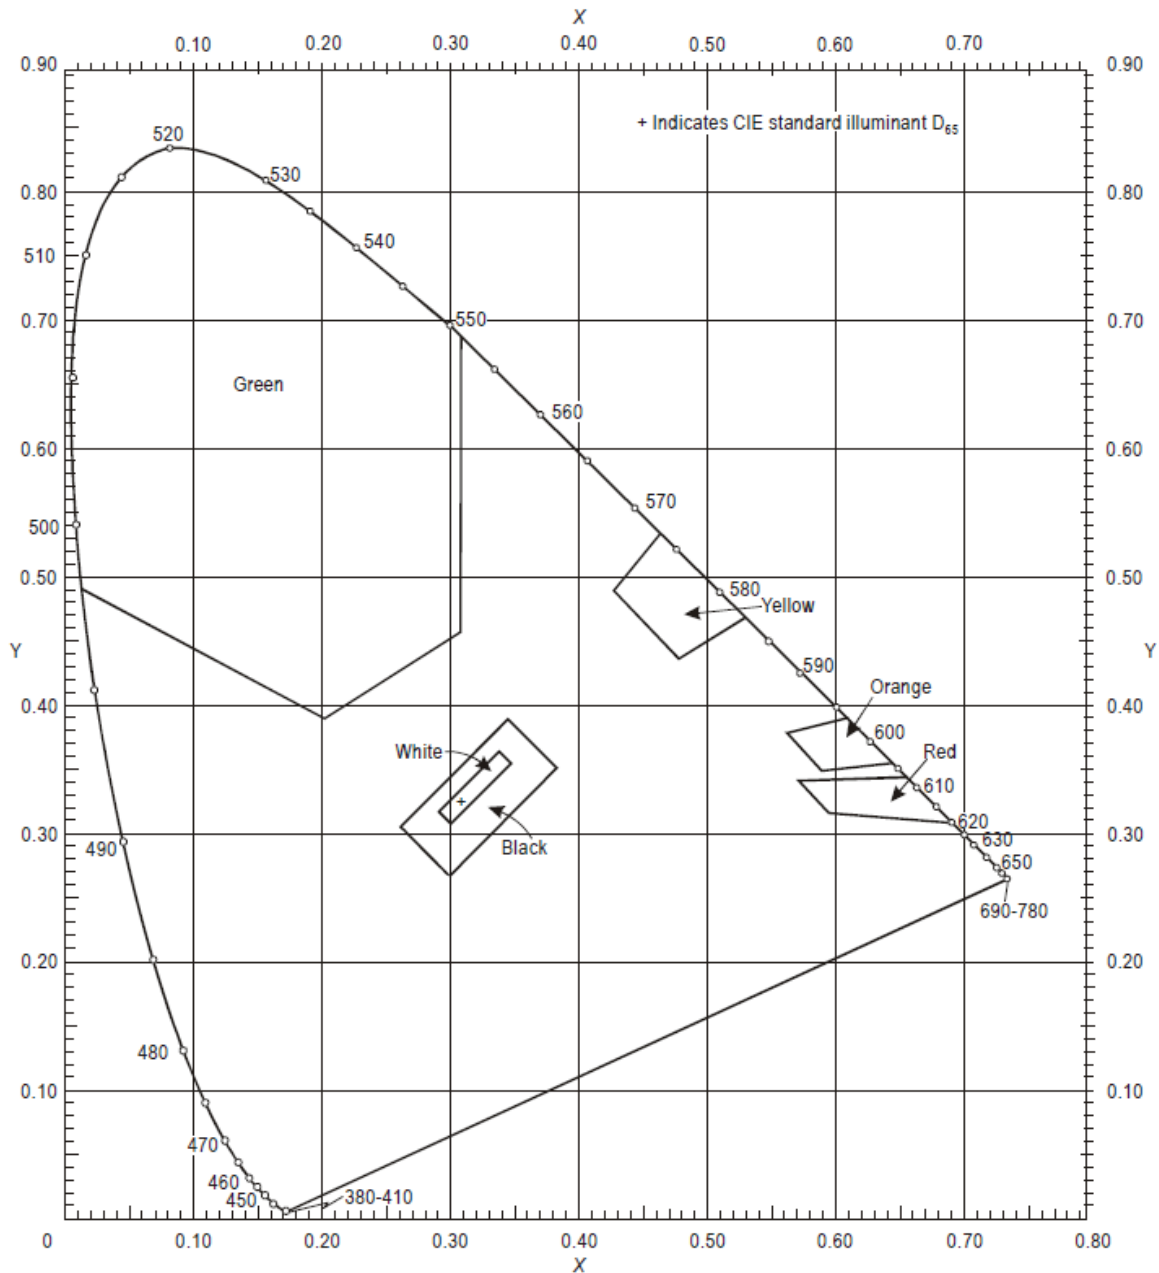 X
0.10 0.20 0.30 0.40 0.50 0.60 0.70
0.90 0.90
+ Indicates CIE standard illuminant D65
520
530
0.80 0.80
540
510
550
0.70 0.70
Green
560
0.60 0.60
570
500
0.50 0.50
580
Yellow
Y Y
590
Orange
0.40 0.40
600
White Red
610
620
0.30 0.30
630
490 Black
650
690-780
0.20 0.20
480
0.10 0.10
470
460
450 380-410
0 0.10 0.20 0.30 0.40 0.50 0.60 0.70 0.80
X